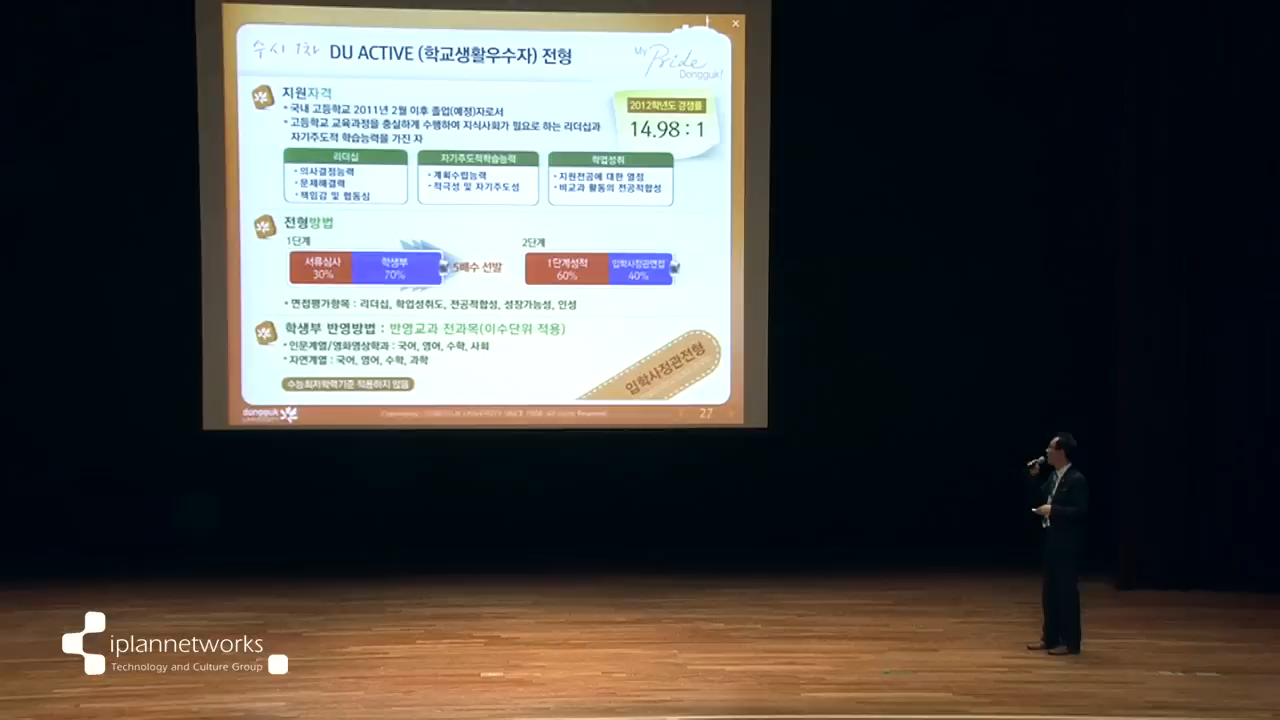 수시 1차 DU ACTIVE (학교생활우수자) 전형
My Pride Dongguk!
지원자격
• 국내 고등학교 2011년 2월 이후 졸업(예정)자로서
• 고등학교 교육과정을 충실하게 수행하여 지식사회가 필요로 하는 리더십과
자기주도적 학습능력을 가진 자
2012학년도 경쟁률
14.98 : 1
리더십
• 의사결정능력
• 문제해결력
• 책임감 및 협동심
자기주도적학습능력
• 계획수립능력
• 적극성 및 자기주도성
학업성취
• 지원전공에 대한 열정
• 비교과 활동의 전공적합성
전형방법
1단계
서류심사 30%
학생부 70%
5배수 선발
2단계
1단계성적 60%
입학사정관면접 40%
• 면접평가항목 : 리더십, 학업성취도, 전공적합성, 성장가능성, 인성
학생부 반영방법 : 반영교과 전과목(이수단위 적용)
• 인문계열/영화영상학과 : 국어, 영어, 수학, 사회
• 자연계열 : 국어, 영어, 수학, 과학
수능최저학력기준 적용하지 않음
입학사정관전형
dongguk
UNIVERSITY
27
iplannetworks
Technology and Culture Group